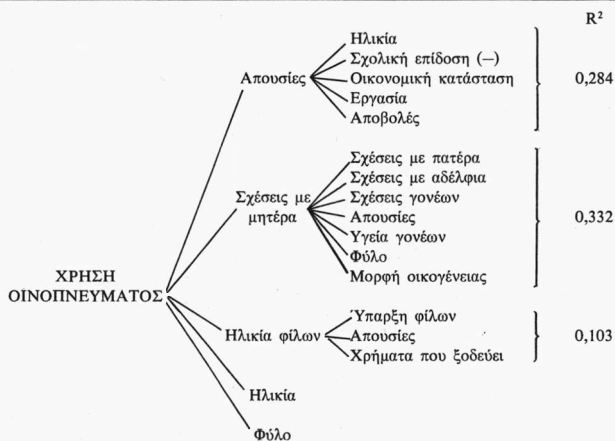 R²
Ηλικία
Σχολική επίδοση (–)
Απουσίες
Οικονομική κατάσταση
0,284
Εργασία
Αποβολές
Σχέσεις με πατέρα
Σχέσεις με αδέλφια
Σχέσεις με
μητέρα
Σχέσεις γονέων
Απουσίες
0,332
Υγεία γονέων
Φύλο
Μορφή οικογένειας
ΧΡΗΣΗ
ΟΙΝΟΠΝΕΥΜΑΤΟΣ
Ύπαρξη φίλων
Ηλικία φίλων
Απουσίες
0,103
Χρήματα που ξοδεύει
Ηλικία
Φύλο